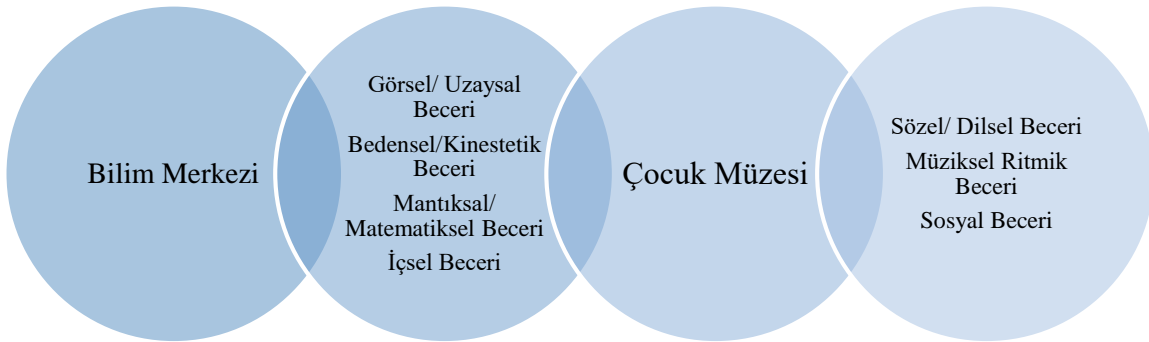 Bilim Merkezi
Görsel/ Uzaysal
Beceri
Bedensel/Kinestetik
Beceri
Mantıksal/
Matematiksel Beceri
İçsel Beceri
Çocuk Müzesi
Sözel/ Dilsel Beceri
Müziksel Ritmik
Beceri
Sosyal Beceri